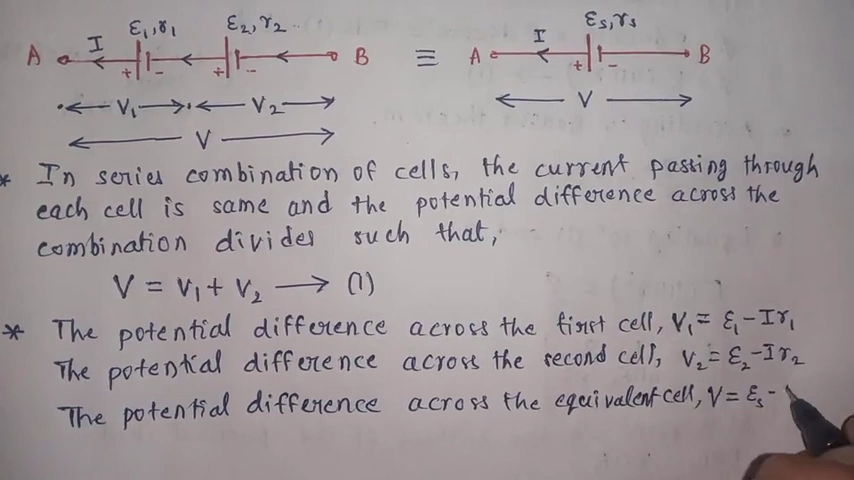 ε₁, r₁ ε₂, r₂ εs, rs
A I + - + - B ≡ A I + - B
V₁ V₂ V
V
* In series combination of cells, the current passing through
each cell is same and the potential difference across the
combination divides such that,
V = V₁ + V₂ → (1)
* The potential difference across the first cell, V₁ = ε₁ - Ir₁
The potential difference across the second cell, V₂ = ε₂ - Ir₂
The potential difference across the equivalent cell, V = εs -